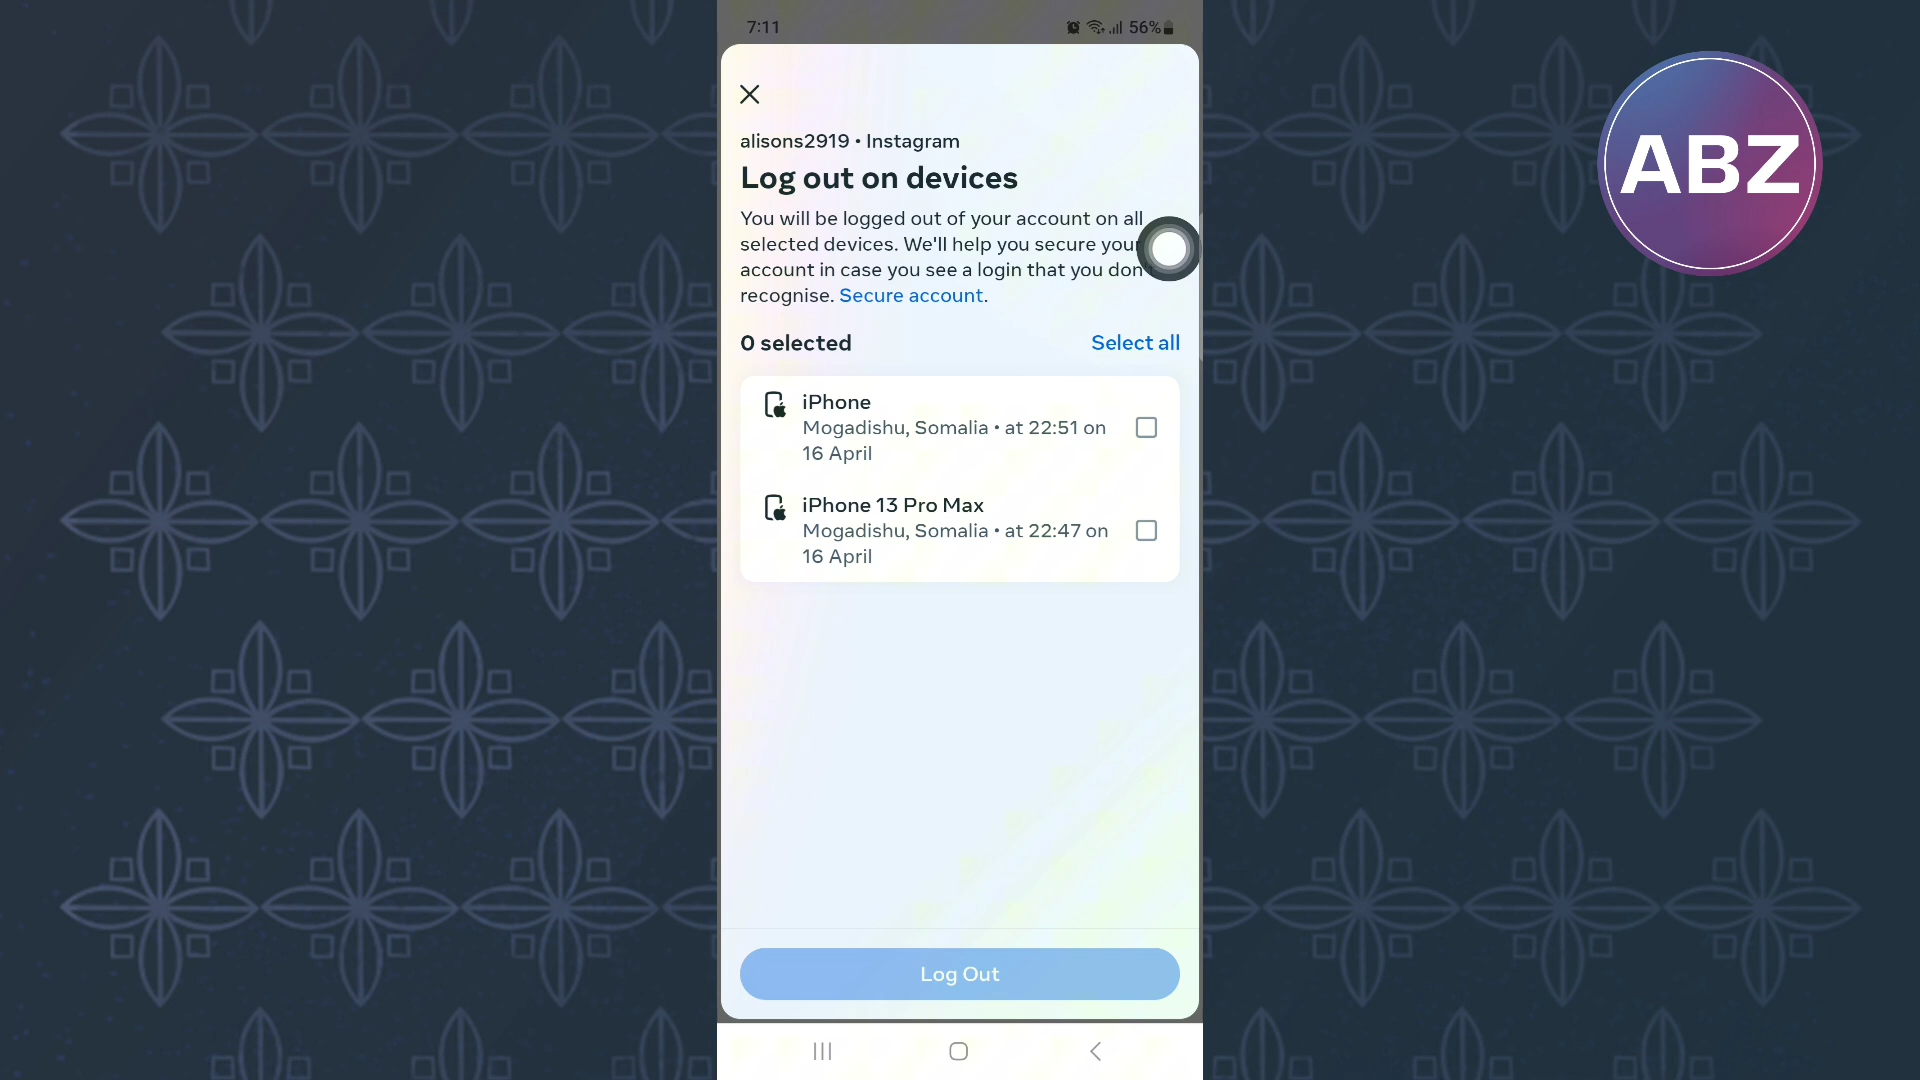 7:11
56%
ABZ
alisons2919 • Instagram
Log out on devices
You will be logged out of your account on all
selected devices. We'll help you secure your
account in case you see a login that you don
recognise. Secure account.
0 selected
Select all
iPhone
Mogadishu, Somalia • at 22:51 on
16 April
iPhone 13 Pro Max
Mogadishu, Somalia • at 22:47 on
16 April
Log Out